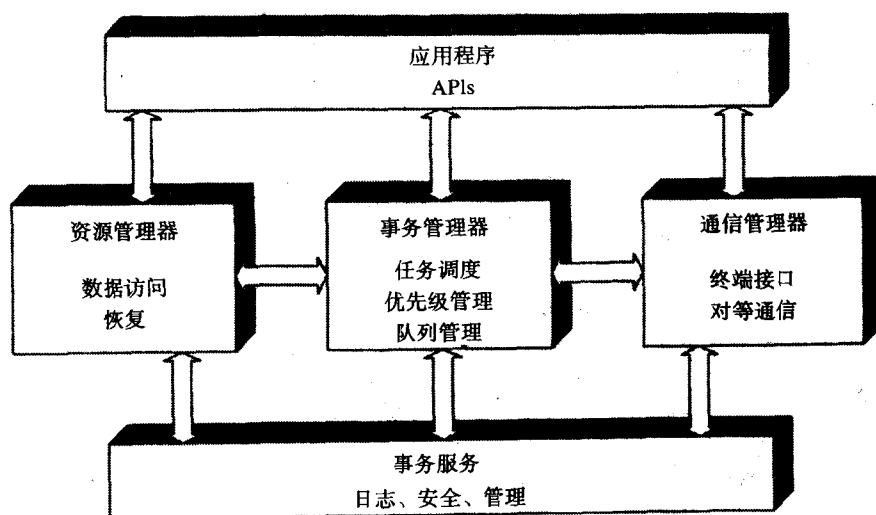 应用程序
APIs
资源管理器
数据访问
恢复
事务管理器
任务调度
优先级管理
队列管理
通信管理器
终端接口
对等通信
事务服务
日志、安全、管理